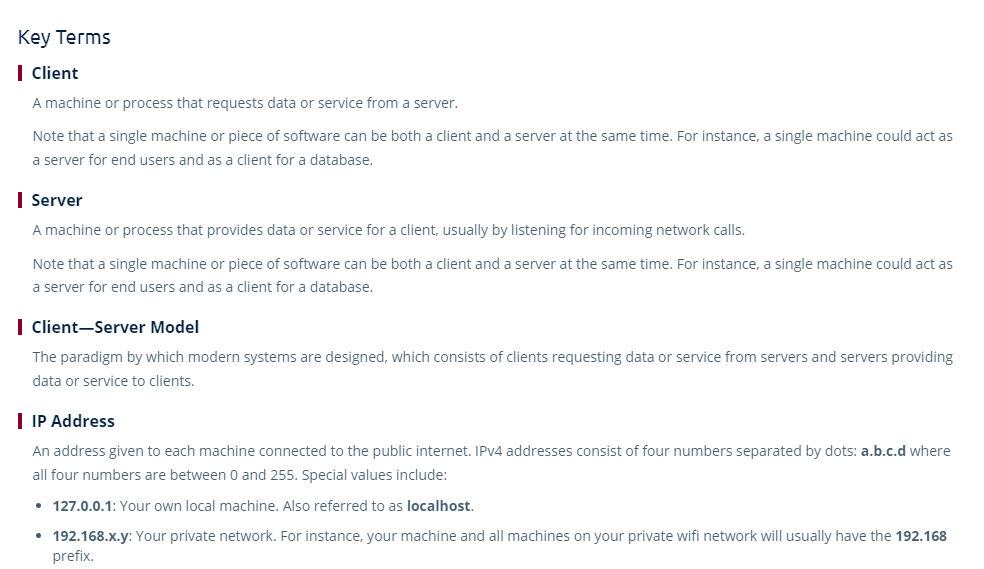 Key Terms
Client
A machine or process that requests data or service from a server.
Note that a single machine or piece of software can be both a client and a server at the same time. For instance, a single machine could act as
a server for end users and as a client for a database.
Server
A machine or process that provides data or service for a client, usually by listening for incoming network calls.
Note that a single machine or piece of software can be both a client and a server at the same time. For instance, a single machine could act as
a server for end users and as a client for a database.
Client—Server Model
The paradigm by which modern systems are designed, which consists of clients requesting data or service from servers and servers providing
data or service to clients.
IP Address
An address given to each machine connected to the public internet. IPv4 addresses consist of four numbers separated by dots: a.b.c.d where
all four numbers are between 0 and 255. Special values include:
• 127.0.0.1: Your own local machine. Also referred to as localhost.
• 192.168.x.y: Your private network. For instance, your machine and all machines on your private wifi network will usually have the 192.168
prefix.